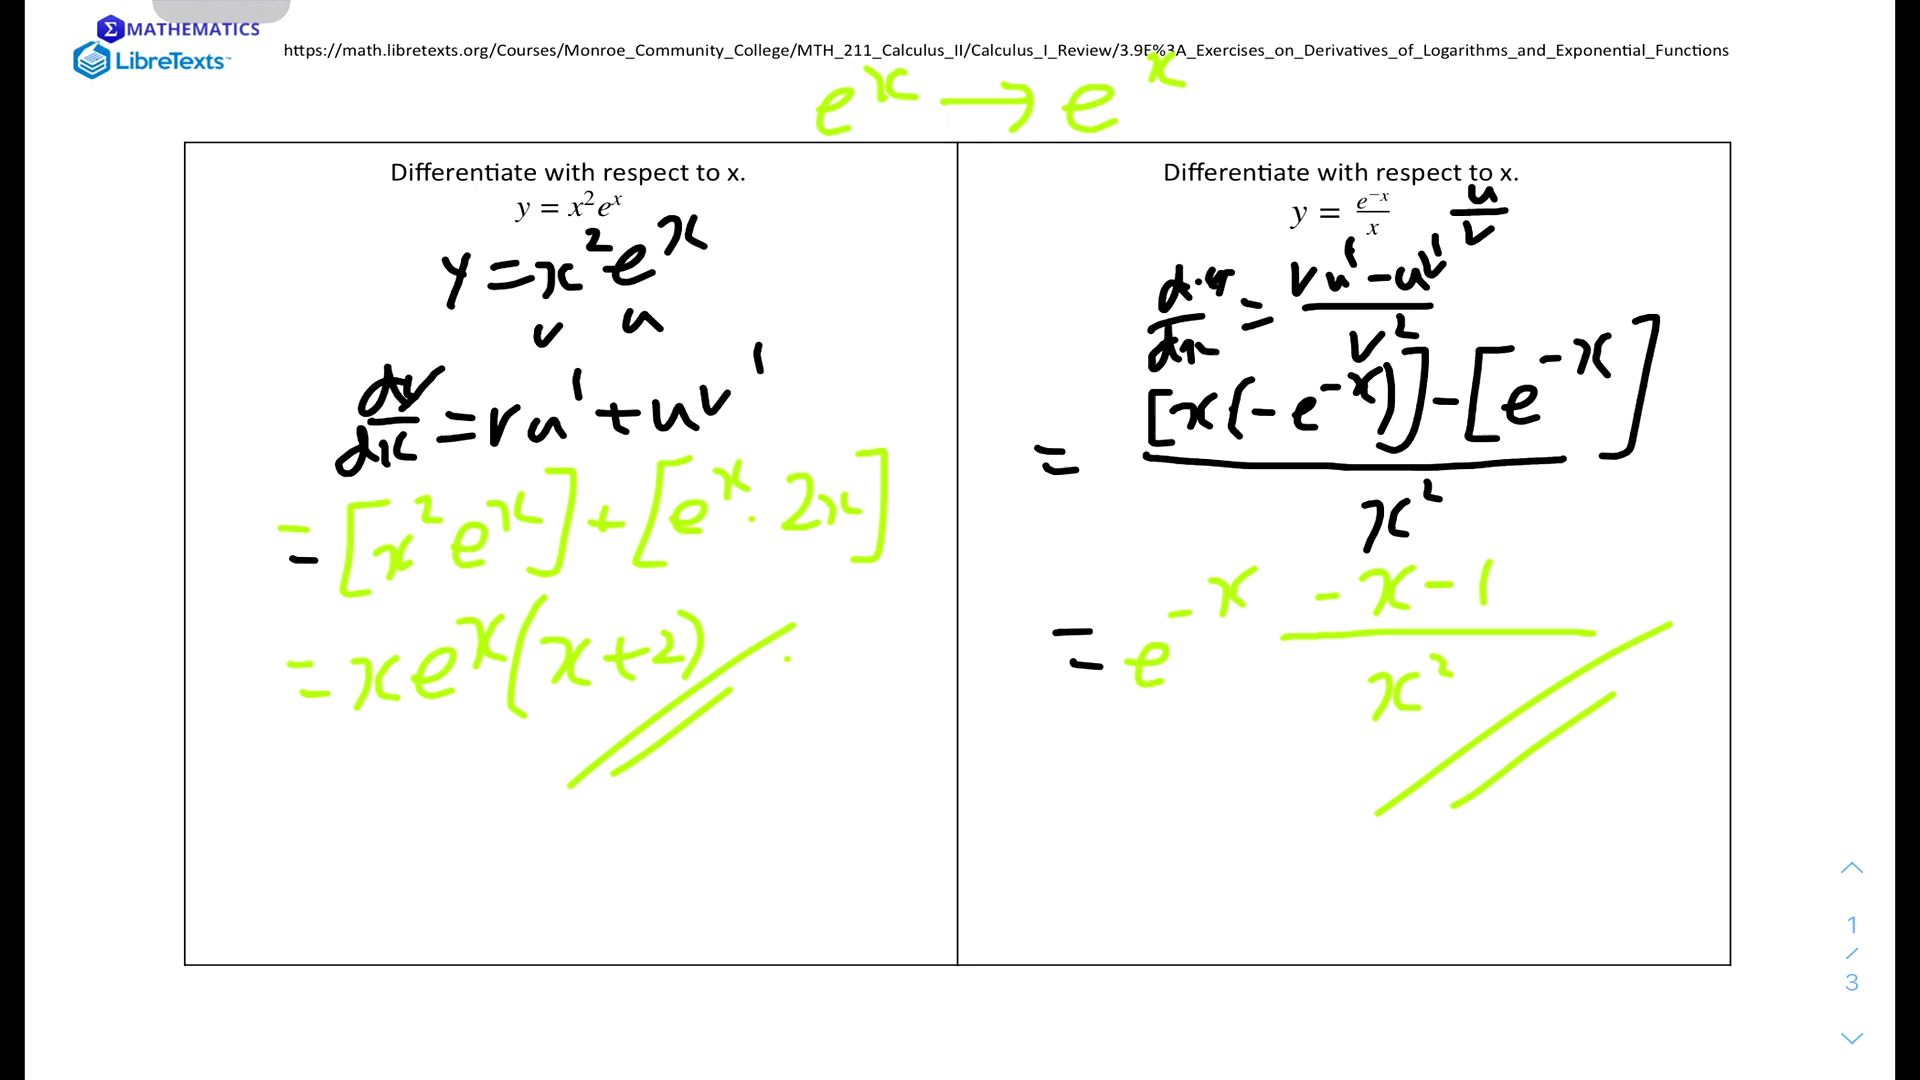 MATHEMATICS
LibreTexts™
https://math.libretexts.org/Courses/Monroe_Community_College/MTH_211_Calculus_II/Calculus_I_Review/3.9E%3A_Exercises_on_Derivatives_of_Logarithms_and_Exponential_Functions
e^x → e^x
Differentiate with respect to x.
y = x²e^x
y = x²e^x
v u
dy/dx = vu' + uv'
= [x²e^x] + [e^x · 2x]
= xe^x(x+2)
Differentiate with respect to x.
y = e^-x / x
u/v
dy/dx = (vu' - uv') / v²
= ([x(-e^-x)] - [e^-x]) / x²
= e^-x (-x-1) / x²
1
/
3